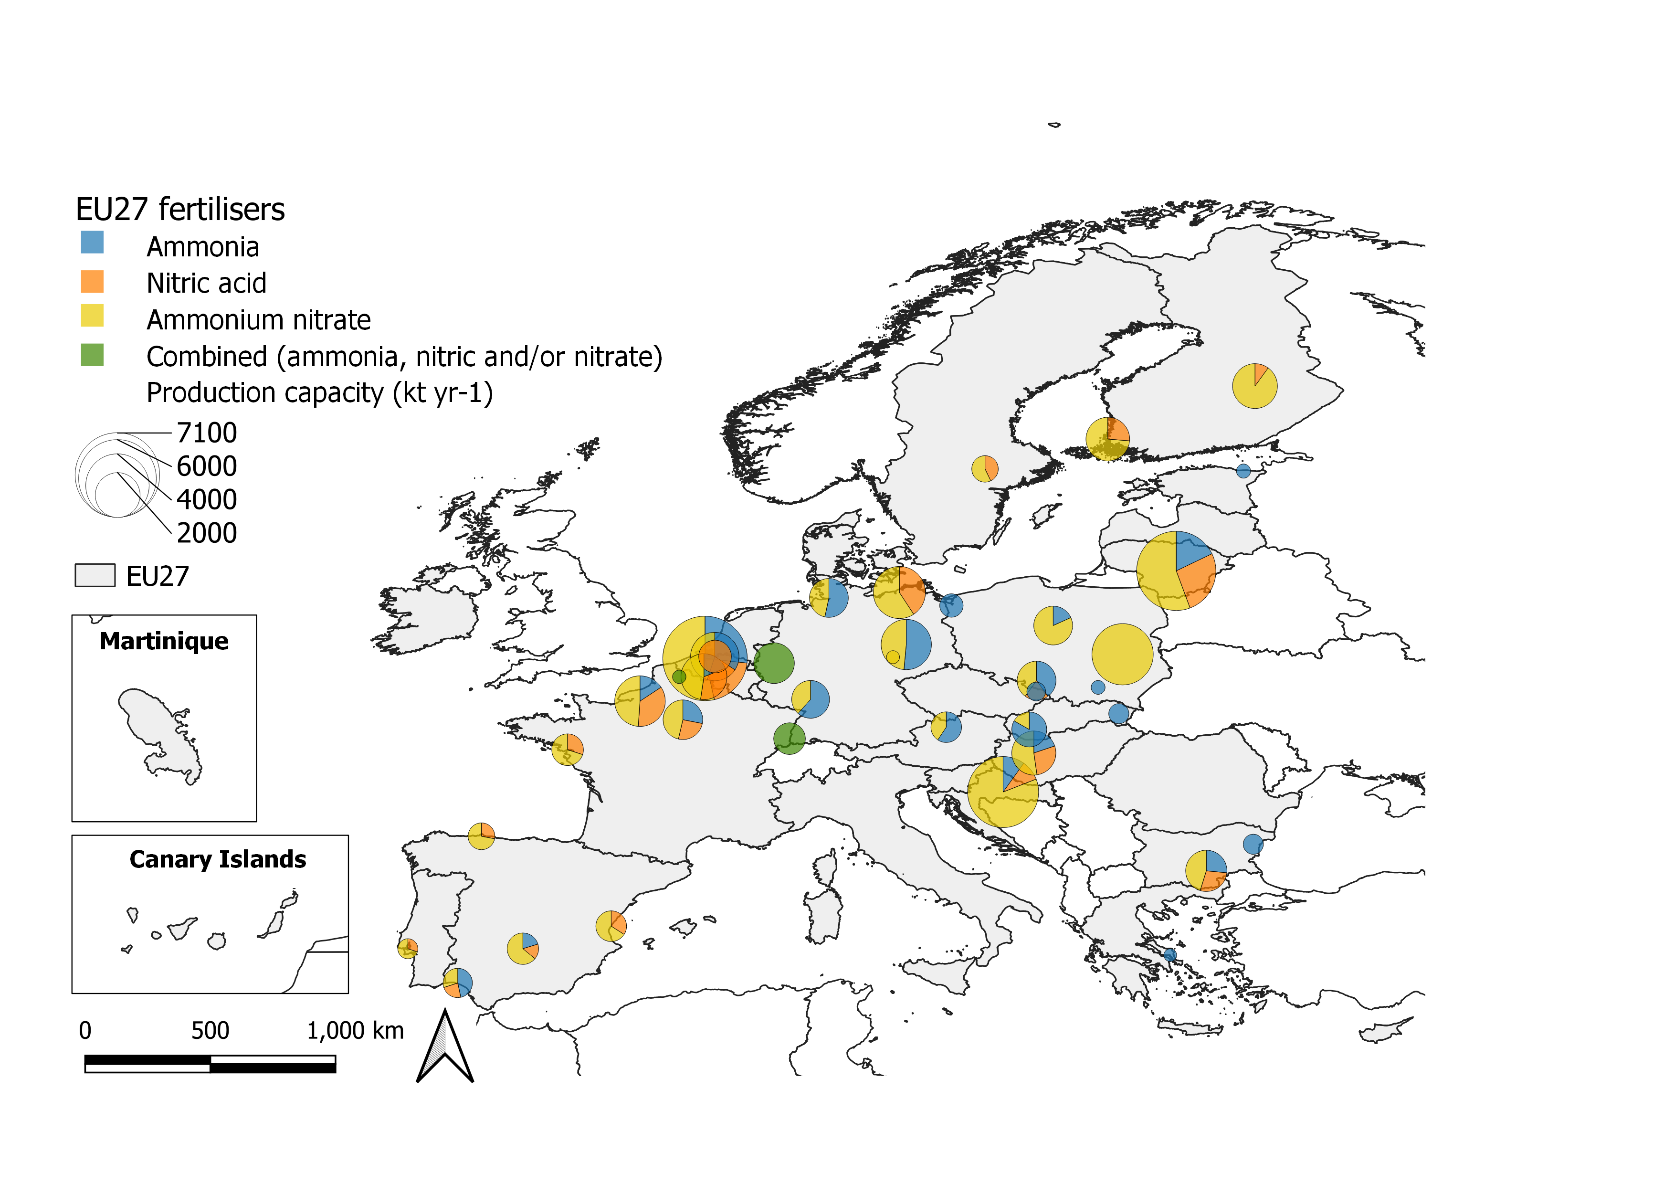 EU27 fertilisers
Ammonia
Nitric acid
Ammonium nitrate
Combined (ammonia, nitric and/or nitrate)
Production capacity (kt yr-1)
7100
6000
4000
2000
EU27
Martinique
Canary Islands
0 500 1,000 km